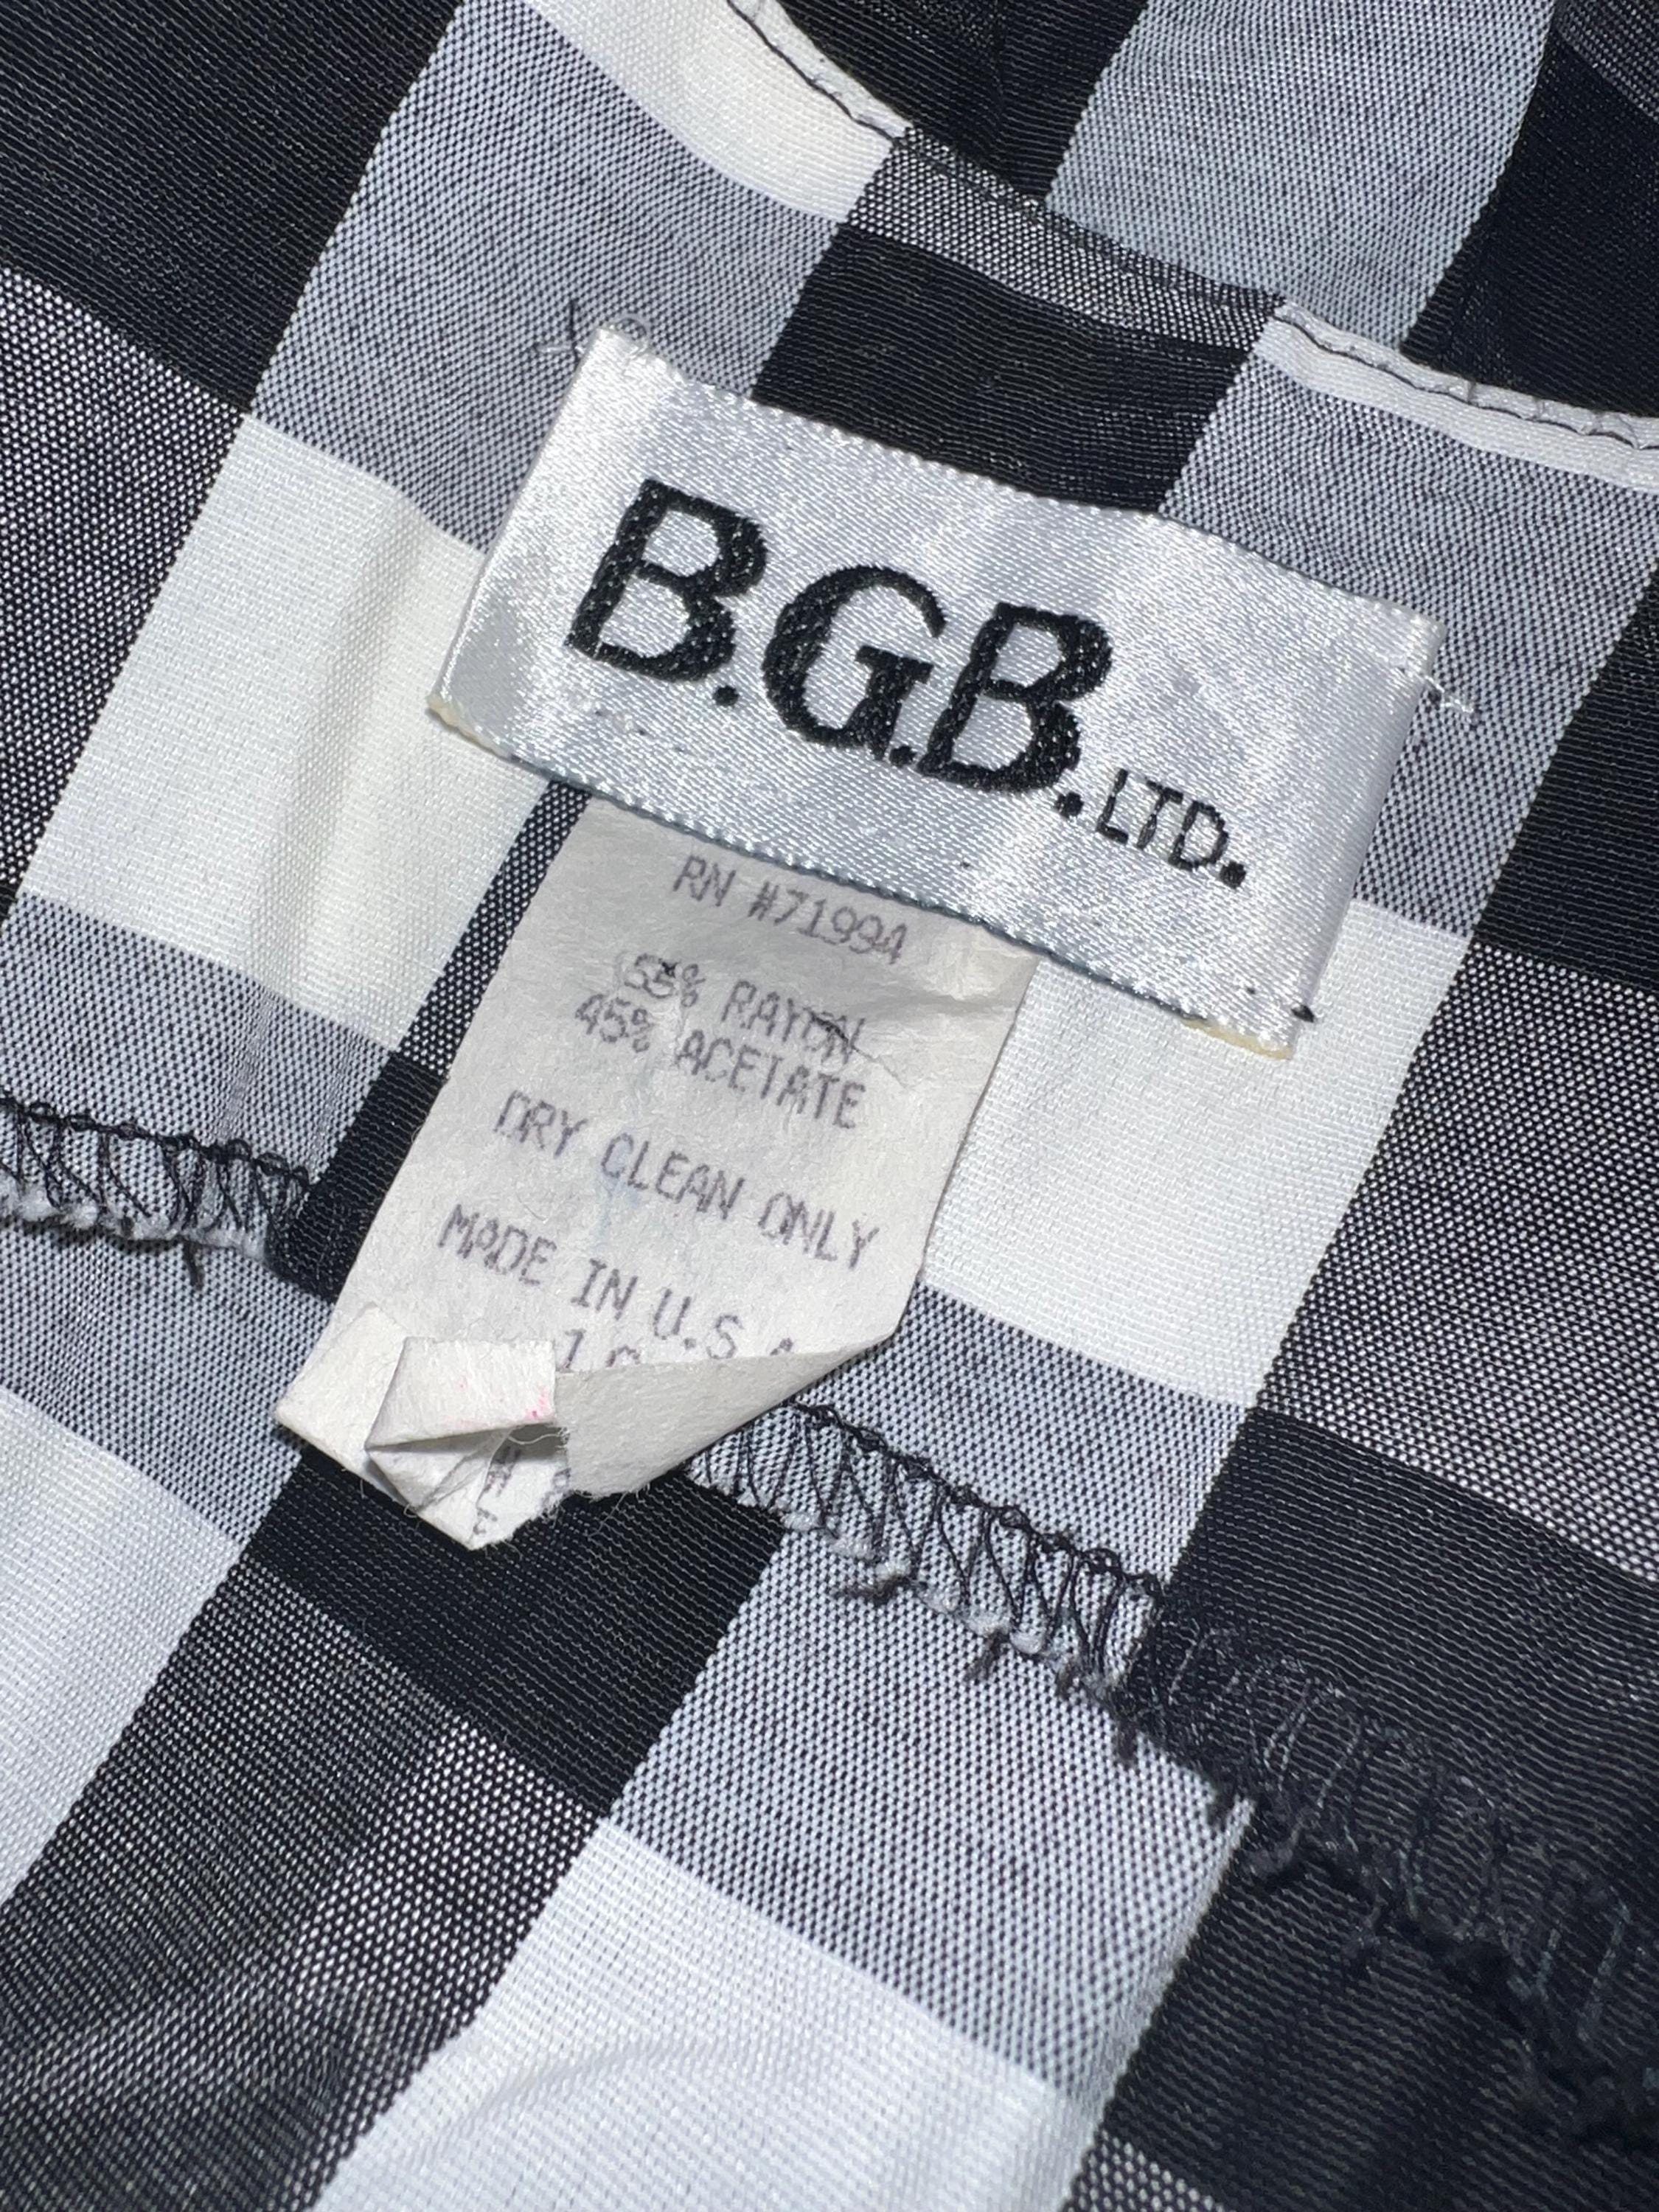 B.G.B. LTD.
RN #71994
55% RAYON
45% ACETATE
DRY CLEAN ONLY
MADE IN U.S.A